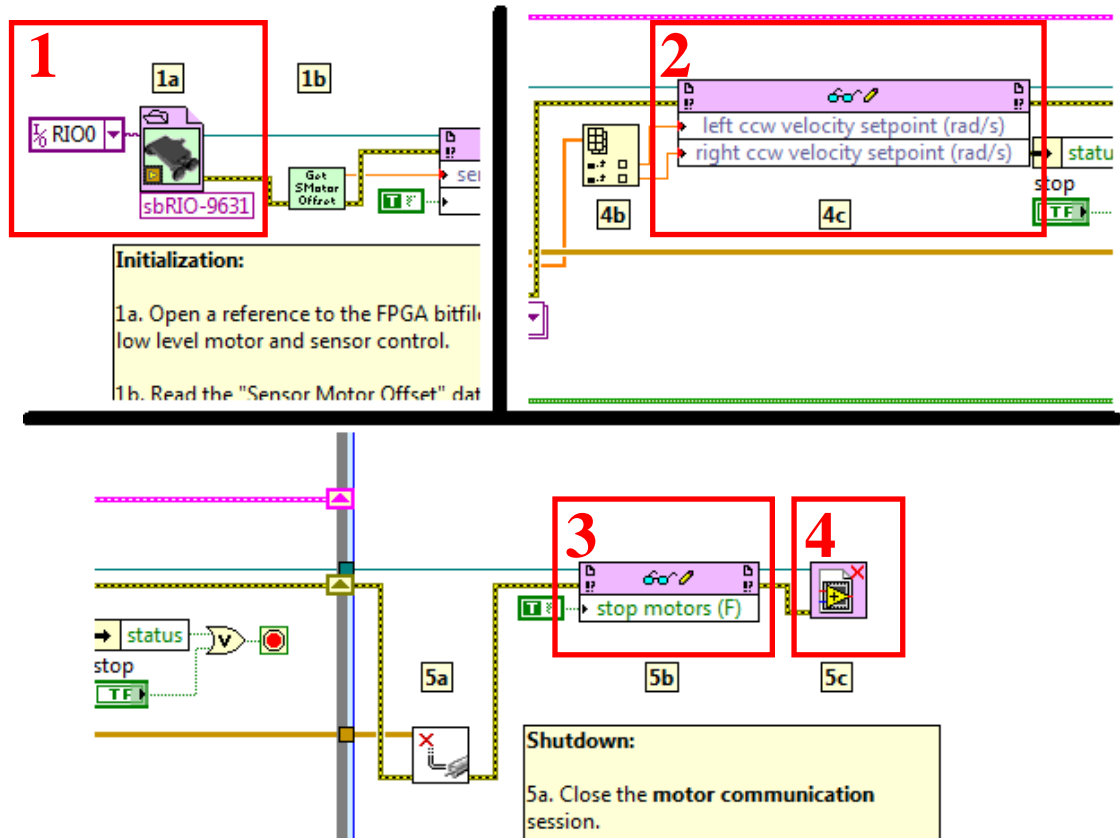 1
1a
1b
I/O RIO0
sbRIO-9631
Get
SMotor
Offset
T F
Initialization:
1a. Open a reference to the FPGA bitfile
low level motor and sensor control.
1b. Read the "Sensor Motor Offset"
2
left ccw velocity setpoint (rad/s)
right ccw velocity setpoint (rad/s)
4b
4c
stop
TF
status
stop
TF
5a
3
T F
stop motors (F)
5b
4
5c
Shutdown:
5a. Close the motor communication
session.